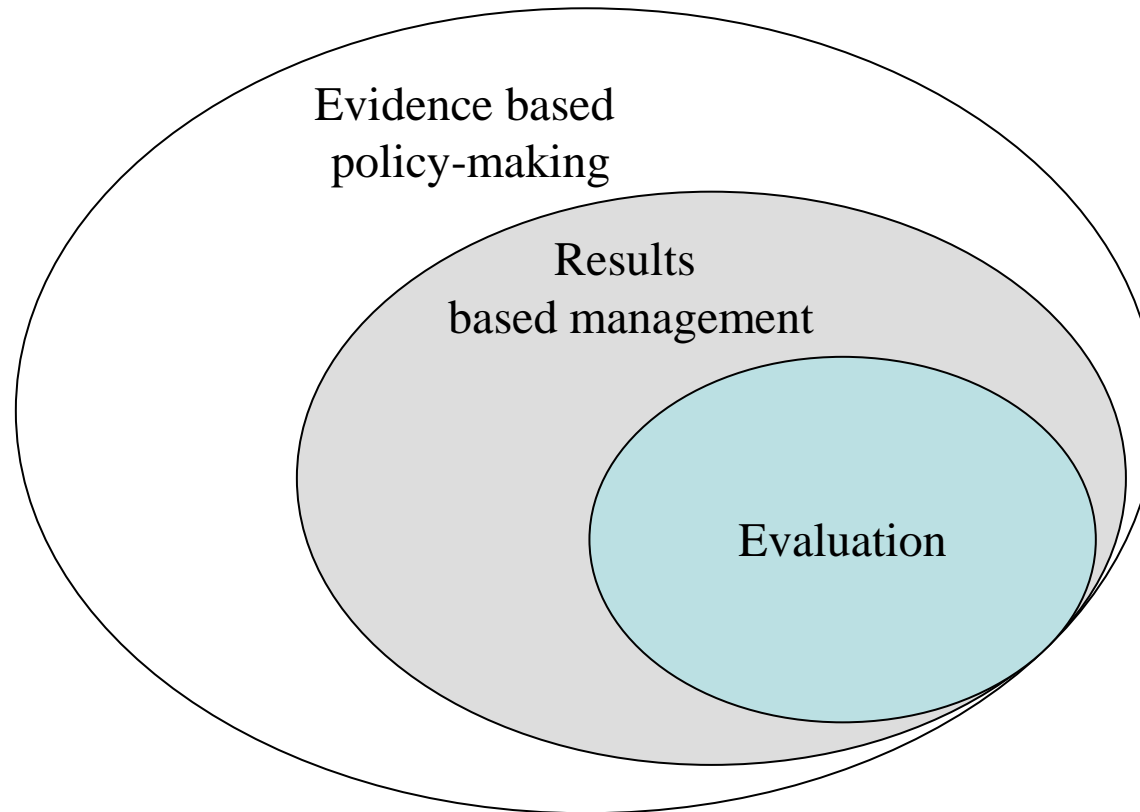 Evidence based
policy-making
Results
based management
Evaluation